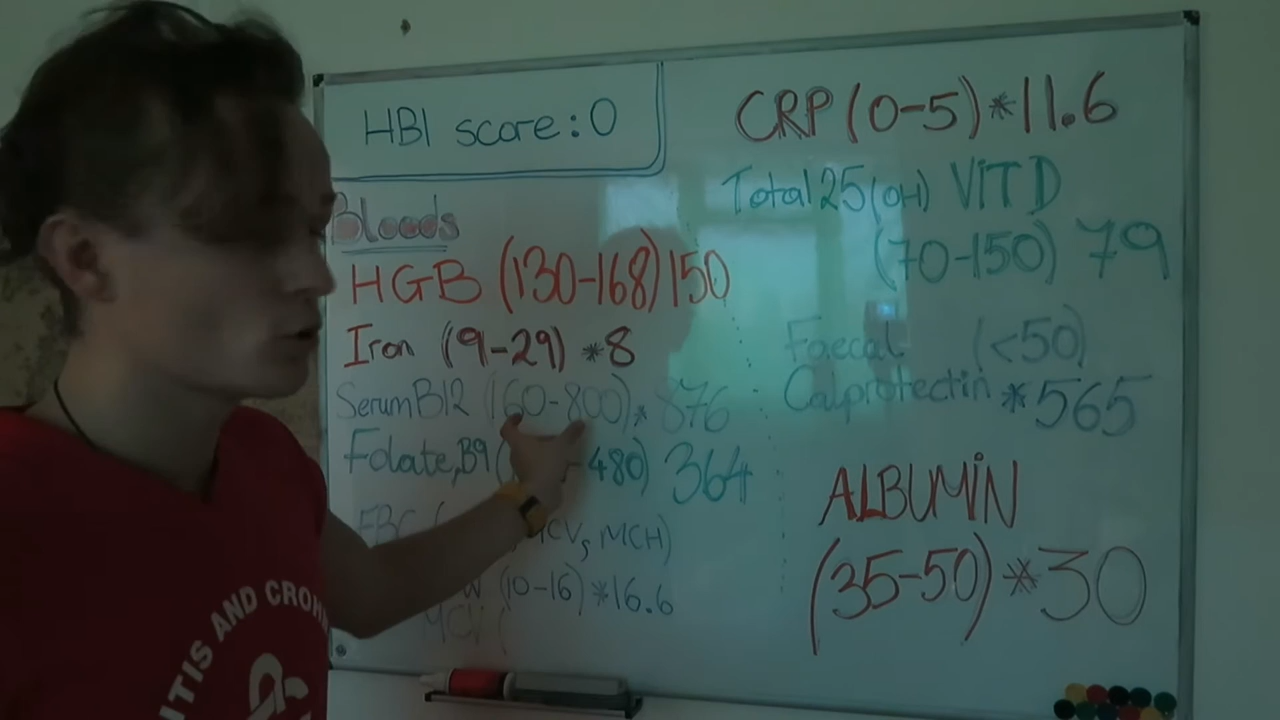 HBI score: 0
Bloods
HGB (130-168) 150
Iron (9-29) *8
Serum B12 (160-800)* 876
Folate, B9 ( -480) 364
FBC ( MCV, MCH)
(10-16) *16.6
MCV (
CRP (0-5) *11.6
Total 25(OH) ViT D
(70-150) 79
Faecal (<50)
Calprotectin *565
ALBUMiN
(35-50) *30
AND